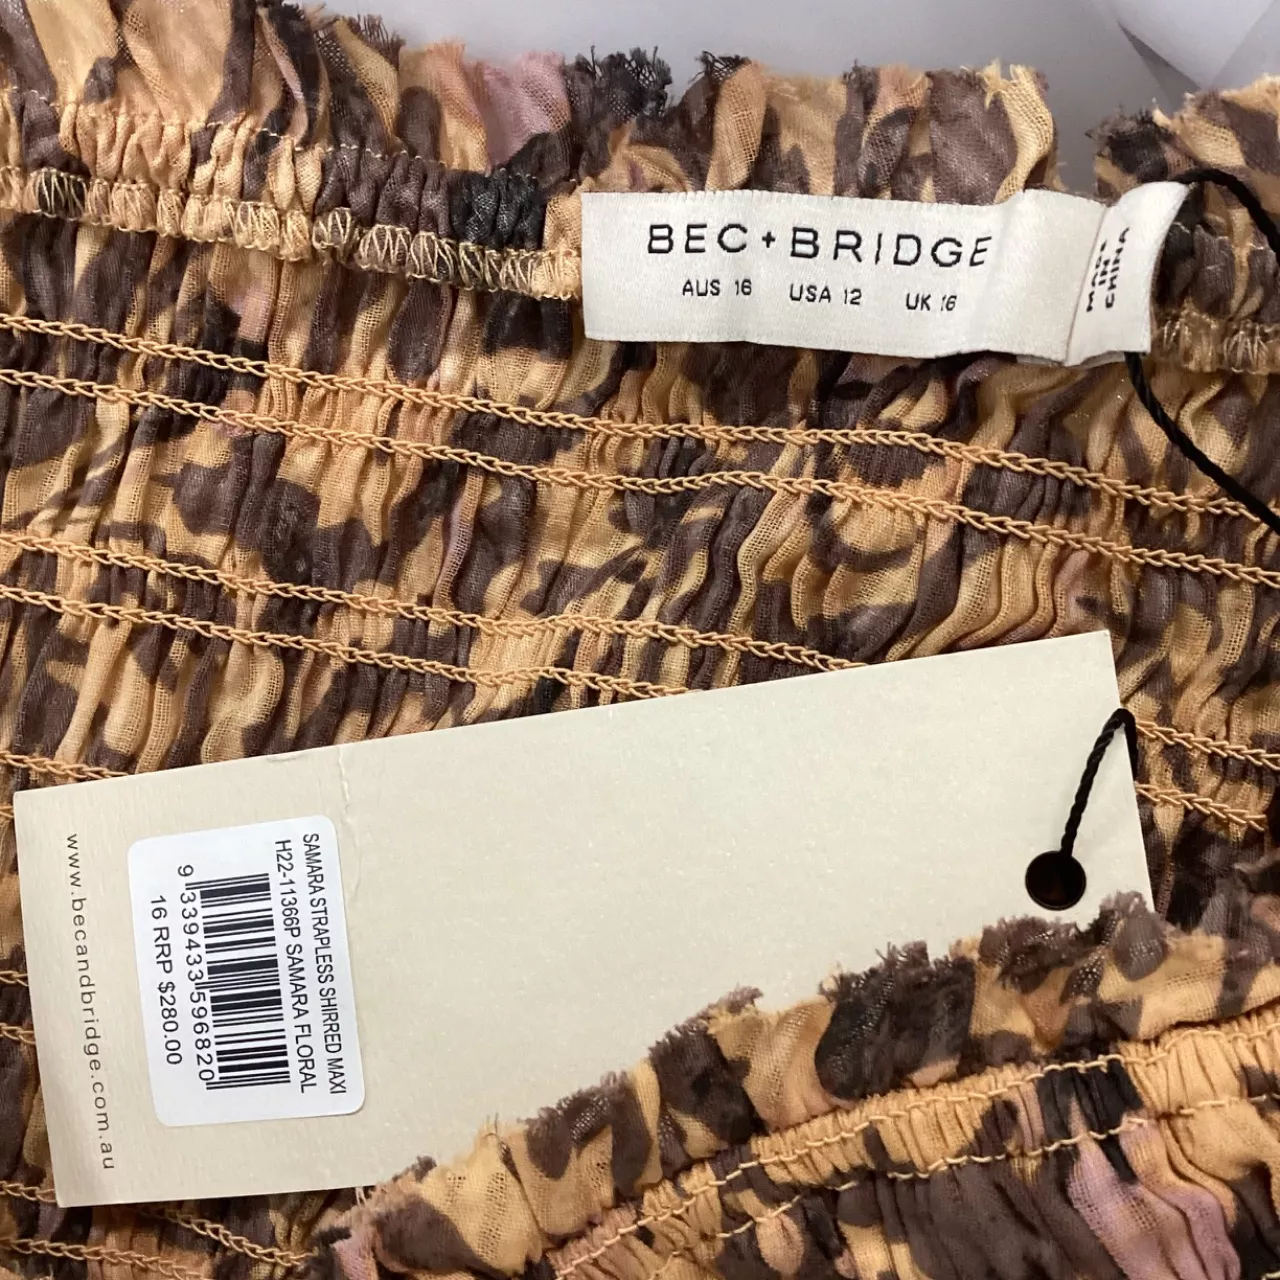 BEC+BRIDGE
AUS 16 USA 12 UK 16
MADE
IN
CHINA
SAMARA STRAPLESS SHIRRED MAXI
H22-11366P SAMARA FLORAL
9 339433 596820
16 RRP $280.00
www.becandbridge.com.au